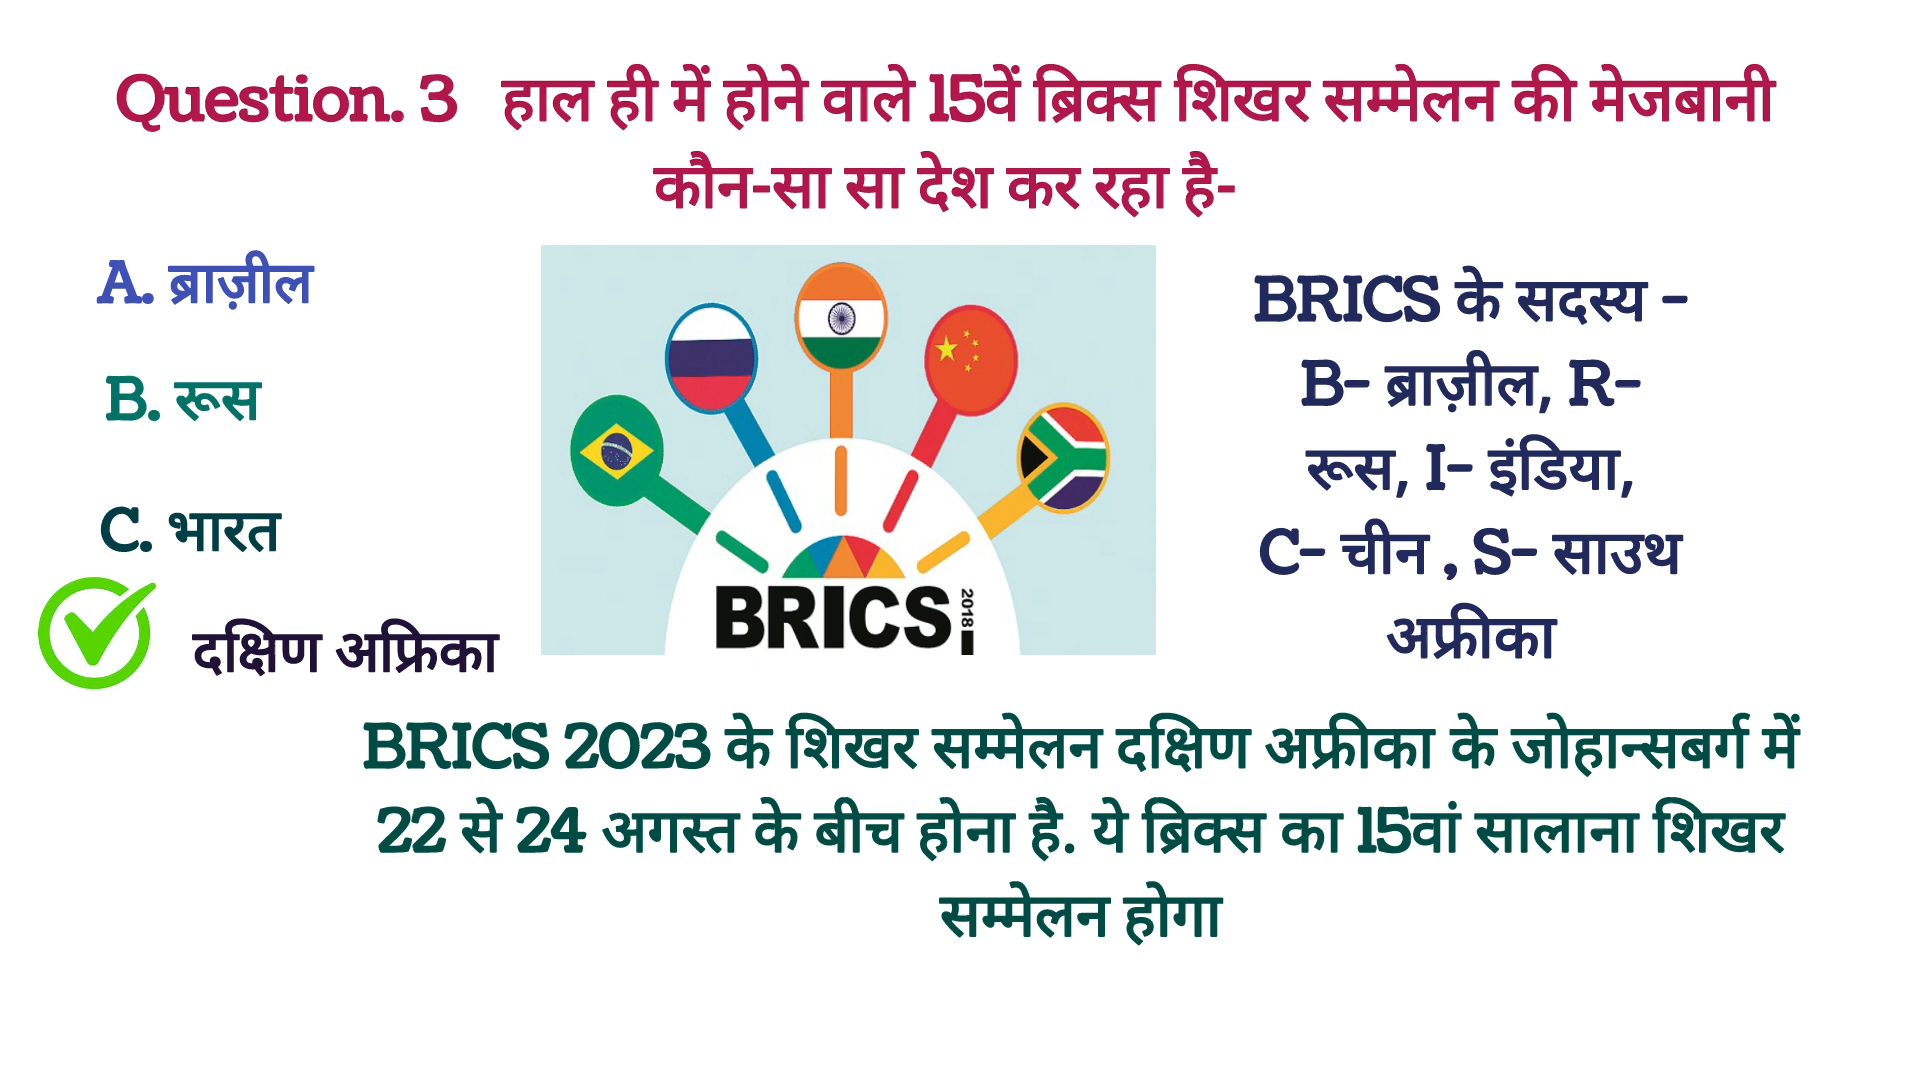 Question. 3 हाल ही में होने वाले 15वें ब्रिक्स शिखर सम्मेलन की मेजबानी
कौन-सा सा देश कर रहा है-
A. ब्राज़ील
B. रूस
C. भारत
दक्षिण अफ्रिका
BRICS 2018
BRICS के सदस्य -
B- ब्राज़ील, R-
रूस, I- इंडिया,
C- चीन , S- साउथ
अफ्रीका
BRICS 2023 के शिखर सम्मेलन दक्षिण अफ्रीका के जोहान्सबर्ग में
22 से 24 अगस्त के बीच होना है. ये ब्रिक्स का 15वां सालाना शिखर
सम्मेलन होगा